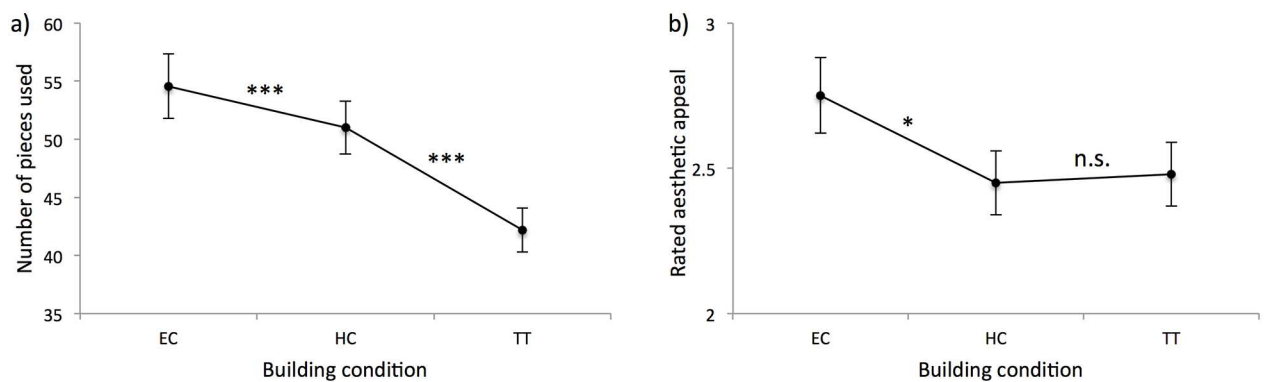 a)
Number of pieces used
60
55
50
45
40
35
***
***
EC
HC
TT
Building condition
b)
Rated aesthetic appeal
3
2.5
2
*
n.s.
EC
HC
TT
Building condition